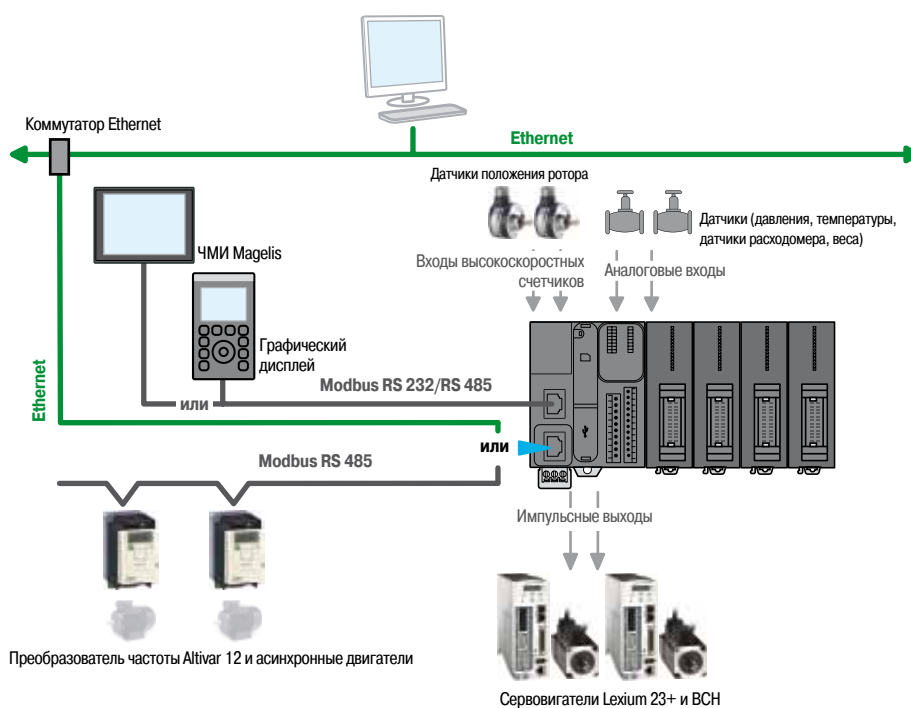 Коммутатор Ethernet
Ethernet
Датчики положения ротора
Датчики (давления, температуры,
датчики расходомера, веса)
ЧМИ Magelis
Входы высокоскоростных
счетчиков
Аналоговые входы
Графический
дисплей
Ethernet
Modbus RS 232/RS 485
или
или
Modbus RS 485
Импульсные выходы
Преобразователь частоты Altivar 12 и асинхронные двигатели
Сервовигатели Lexium 23+ и BCH